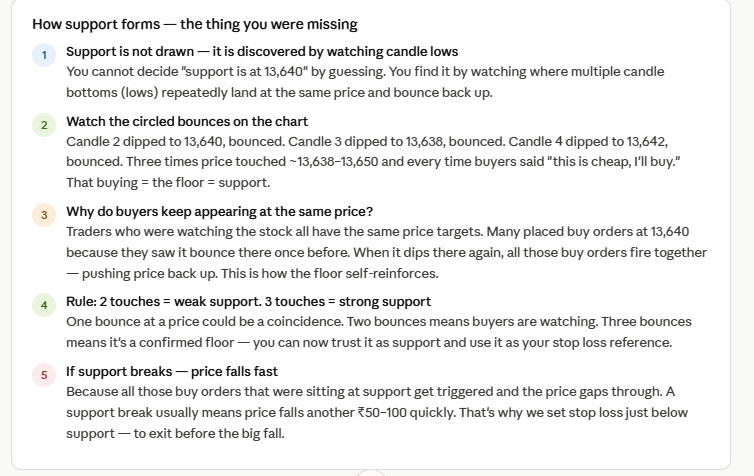 How support forms — the thing you were missing
1
Support is not drawn — it is discovered by watching candle lows
You cannot decide "support is at 13,640" by guessing. You find it by watching where multiple candle
bottoms (lows) repeatedly land at the same price and bounce back up.
2
Watch the circled bounces on the chart
Candle 2 dipped to 13,640, bounced. Candle 3 dipped to 13,638, bounced. Candle 4 dipped to 13,642,
bounced. Three times price touched ~13,638–13,650 and every time buyers said "this is cheap, I'll buy."
That buying = the floor = support.
3
Why do buyers keep appearing at the same price?
Traders who were watching the stock all have the same price targets. Many placed buy orders at 13,640
because they saw it bounce there once before. When it dips there again, all those buy orders fire together
— pushing price back up. This is how the floor self-reinforces.
4
Rule: 2 touches = weak support. 3 touches = strong support
One bounce at a price could be a coincidence. Two bounces means buyers are watching. Three bounces
means it's a confirmed floor — you can now trust it as support and use it as your stop loss reference.
5
If support breaks — price falls fast
Because all those buy orders that were sitting at support get triggered and the price gaps through. A
support break usually means price falls another ₹50–100 quickly. That's why we set stop loss just below
support — to exit before the big fall.